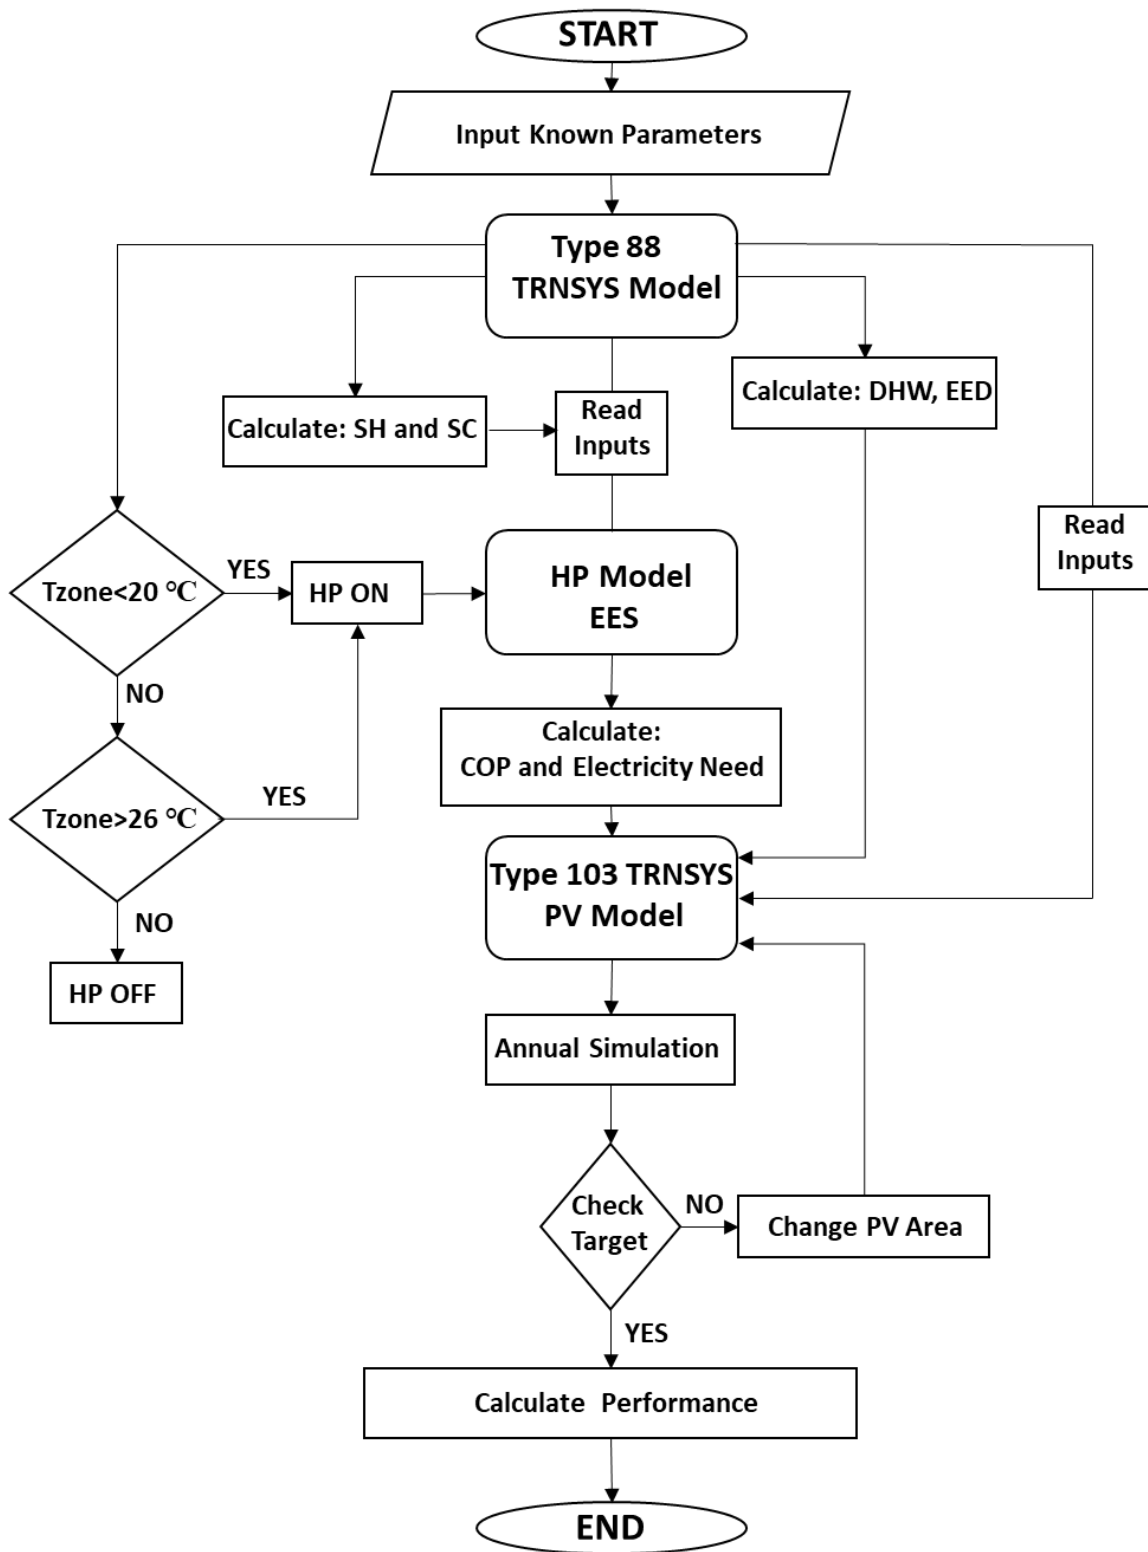 START
Input Known Parameters
Type 88
TRNSYS Model
Calculate: DHW, EED
Calculate: SH and SC
Read
Inputs
Read
Inputs
Tzone<20 °C
YES
HP ON
HP Model
EES
NO
Calculate:
COP and Electricity Need
Tzone>26 °C
YES
Type 103 TRNSYS
PV Model
NO
HP OFF
Annual Simulation
Check
Target
NO
Change PV Area
YES
Calculate Performance
END